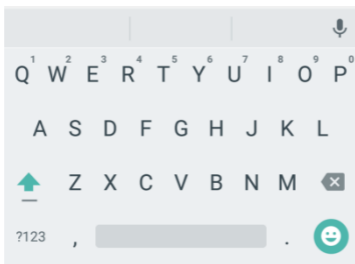 1 2 3 4 5 6 7 8 9 0
Q W E R T Y U I O P
A S D F G H J K L
Z X C V B N M
?123 , .